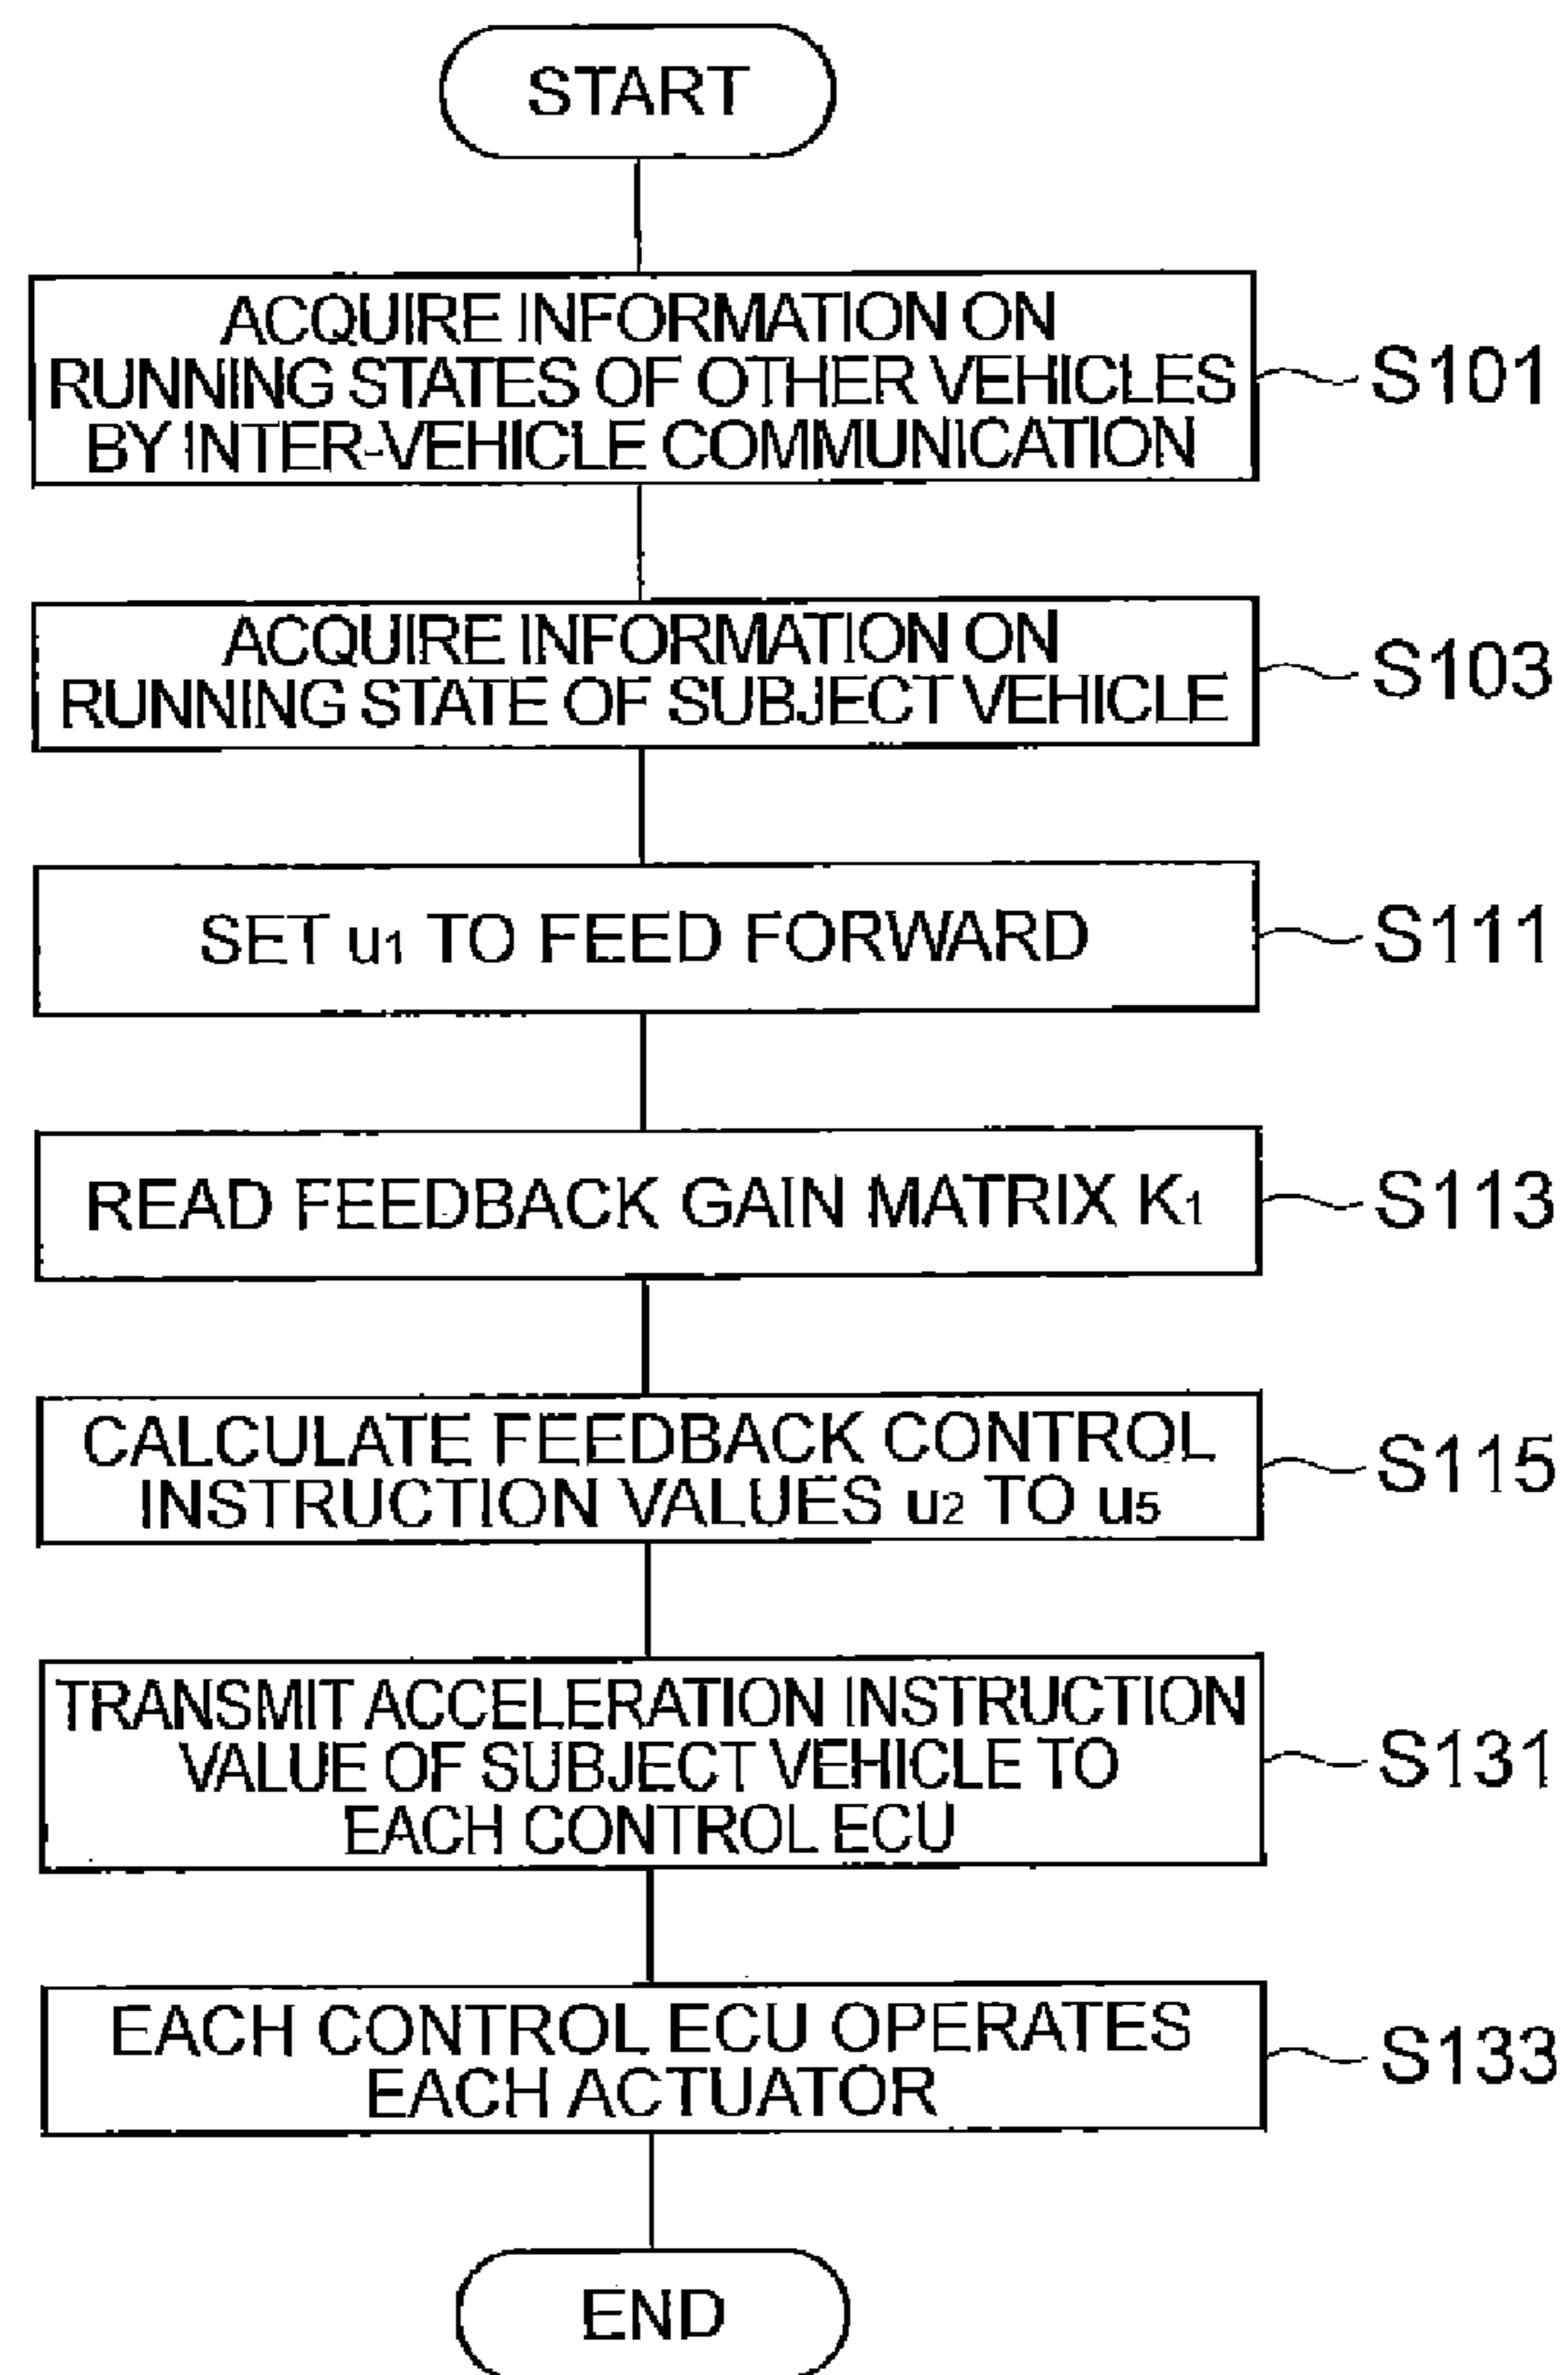 START
ACQUIRE INFORMATION ON
RUNNING STATES OF OTHER VEHICLES
BY INTER-VEHICLE COMMUNICATION
S101
ACQUIRE INFORMATION ON
RUNNING STATE OF SUBJECT VEHICLE
S103
SET u₁ TO FEED FORWARD
S111
READ FEEDBACK GAIN MATRIX K₁
S113
CALCULATE FEEDBACK CONTROL
INSTRUCTION VALUES u₂ TO u₅
S115
TRANSMIT ACCELERATION INSTRUCTION
VALUE OF SUBJECT VEHICLE TO
EACH CONTROL ECU
S131
EACH CONTROL ECU OPERATES
EACH ACTUATOR
S133
END